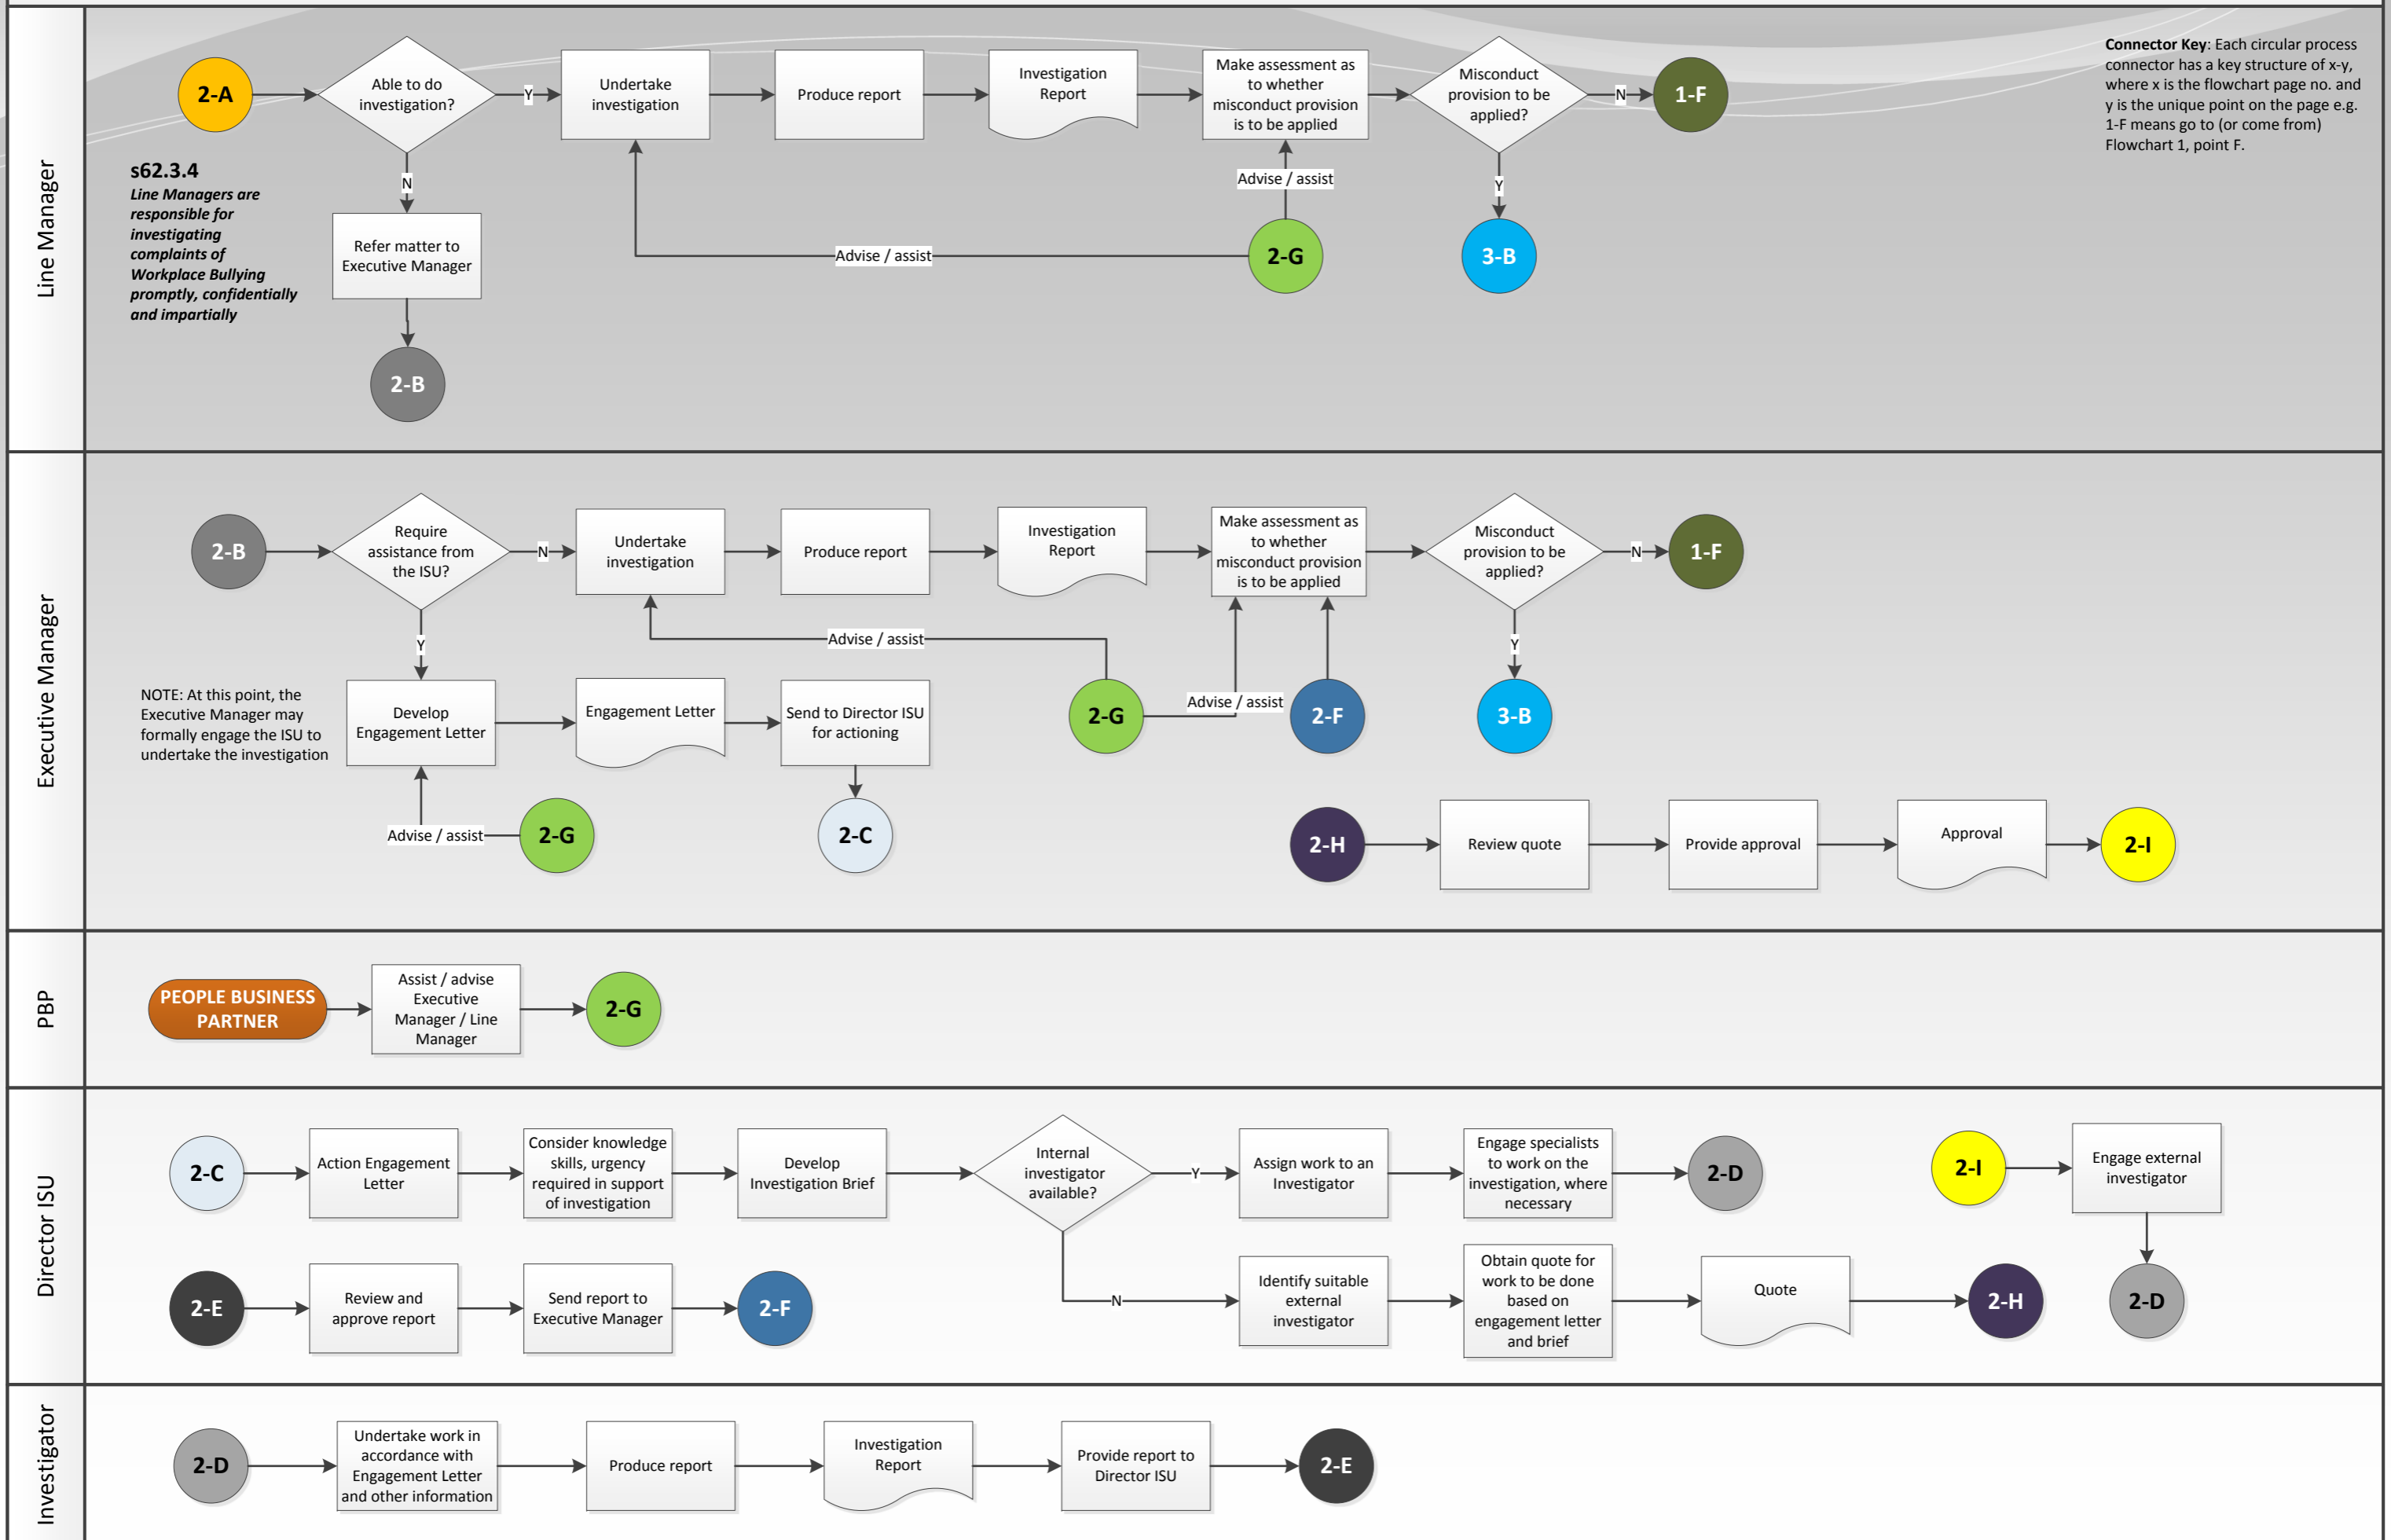 Line Manager
2-A
Able to do
investigation?
Y
Undertake
investigation
Produce report
Investigation
Report
Make assessment as
to whether
misconduct provision
is to be applied
Misconduct
provision to be
applied?
N
1-F
Connector Key: Each circular process
connector has a key structure of x-y,
where x is the flowchart page no. and
y is the unique point on the page e.g.
1-F means go to (or come from)
Flowchart 1, point F.
s62.3.4
Line Managers are
responsible for
investigating
complaints of
Workplace Bullying
promptly, confidentially
and impartially
N
Refer matter to
Executive Manager
2-B
Advise / assist
Advise / assist
2-G
Y
3-B
Executive Manager
2-B
Require
assistance from
the ISU?
N
Undertake
investigation
Produce report
Investigation
Report
Make assessment as
to whether
misconduct provision
is to be applied
Misconduct
provision to be
applied?
N
1-F
Y
Advise / assist
Y
NOTE: At this point, the
Executive Manager may
formally engage the ISU to
undertake the investigation
Develop
Engagement Letter
Engagement Letter
Send to Director ISU
for actioning
2-G
Advise / assist
2-F
3-B
Advise / assist
2-G
2-C
2-H
Review quote
Provide approval
Approval
2-I
PBP
PEOPLE BUSINESS
PARTNER
Assist / advise
Executive
Manager / Line
Manager
2-G
Director ISU
2-C
Action Engagement
Letter
Consider knowledge
skills, urgency
required in support
of investigation
Develop
Investigation Brief
Internal
investigator
available?
Y
Assign work to an
Investigator
Engage specialists
to work on the
investigation, where
necessary
2-D
2-I
Engage external
investigator
2-E
Review and
approve report
Send report to
Executive Manager
2-F
N
Identify suitable
external
investigator
Obtain quote for
work to be done
based on
engagement letter
and brief
Quote
2-H
2-D
Investigator
2-D
Undertake work in
accordance with
Engagement Letter
and other information
Produce report
Investigation
Report
Provide report to
Director ISU
2-E